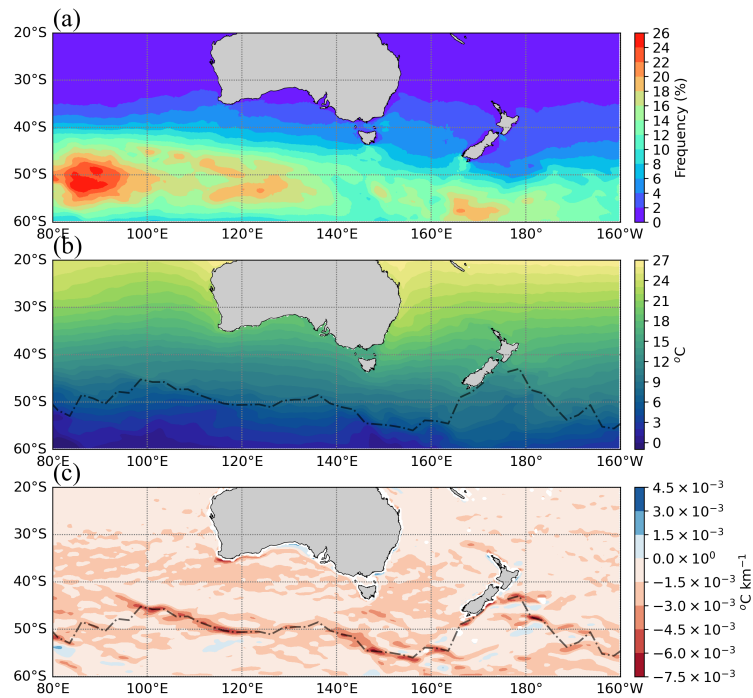 (a)
20°S
30°S
40°S
50°S
60°S
80°E 100°E 120°E 140°E 160°E 180° 160°W
26
24
22
20
18
16
14
12
10
8
6
4
2
0
Frequency (%)
(b)
20°S
30°S
40°S
50°S
60°S
80°E 100°E 120°E 140°E 160°E 180° 160°W
27
24
21
18
15
12
9
6
3
0
°C
(c)
20°S
30°S
40°S
50°S
60°S
80°E 100°E 120°E 140°E 160°E 180° 160°W
4.5 × 10⁻³
3.0 × 10⁻³
1.5 × 10⁻³
0.0 × 10⁰
−1.5 × 10⁻³
−3.0 × 10⁻³
−4.5 × 10⁻³
−6.0 × 10⁻³
−7.5 × 10⁻³
°C km⁻¹